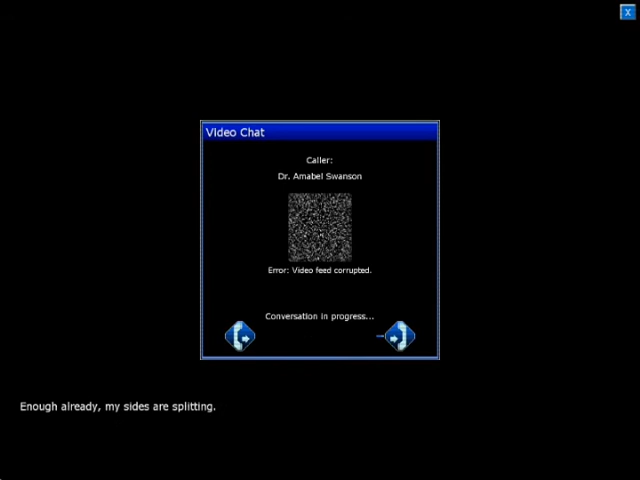 X
Video Chat
Caller:
Dr. Amabel Swanson
Error: Video feed corrupted.
Conversation in progress...
Enough already, my sides are splitting.